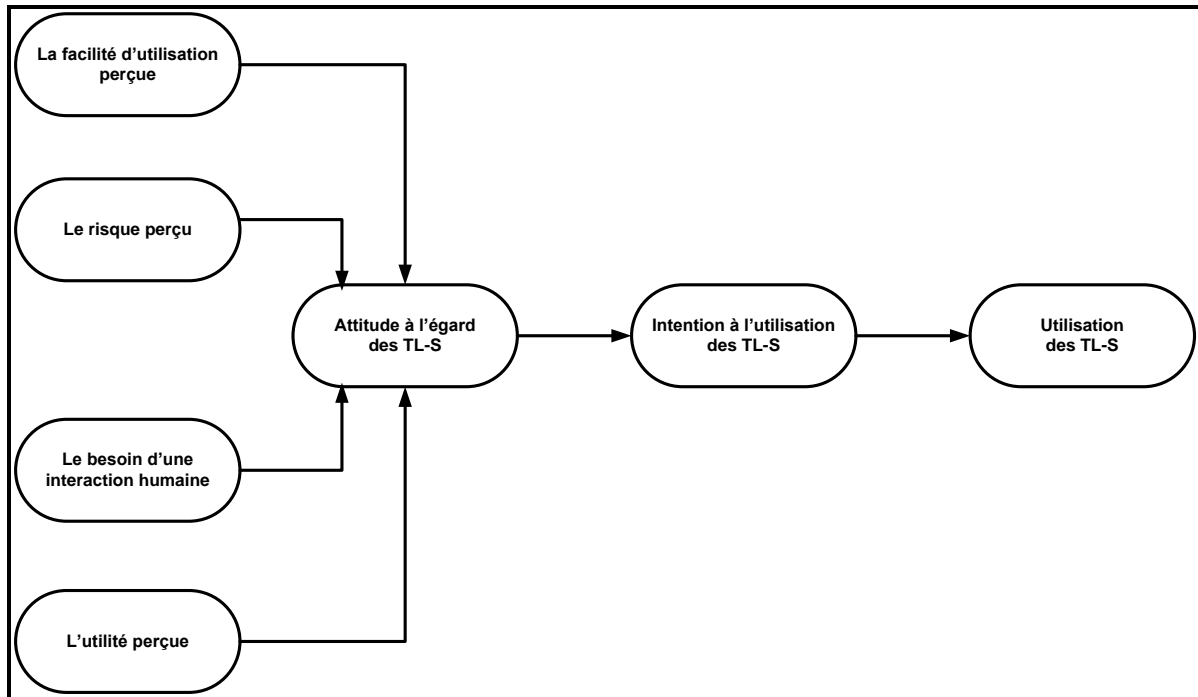 La facilité d’utilisation
perçue
Le risque perçu
Attitude à l’égard
des TL-S
Intention à l’utilisation
des TL-S
Utilisation
des TL-S
Le besoin d’une
interaction humaine
L’utilité perçue